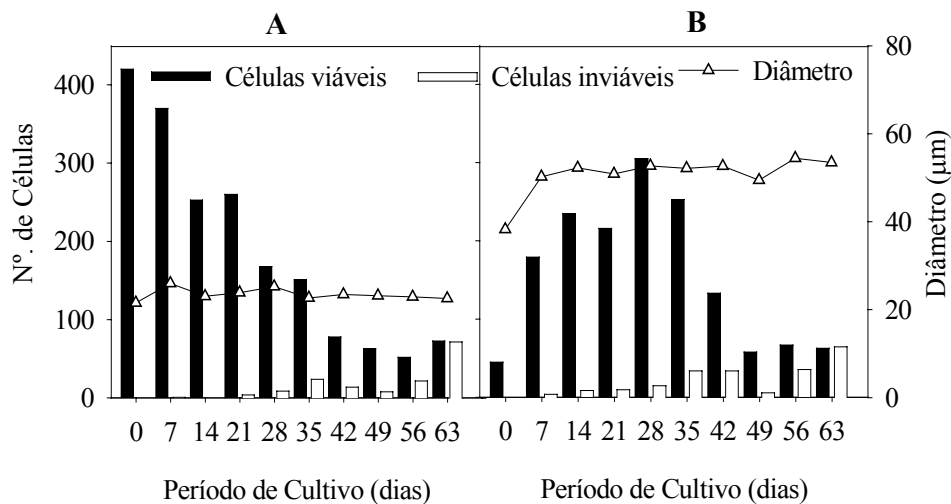 A B
Células viáveis Células inviáveis Diâmetro
Nº. de Células
400
300
200
100
0
80
60
40
20
0
Diâmetro (µm)
0 7 14 21 28 35 42 49 56 63
0 7 14 21 28 35 42 49 56 63
Período de Cultivo (dias) Período de Cultivo (dias)